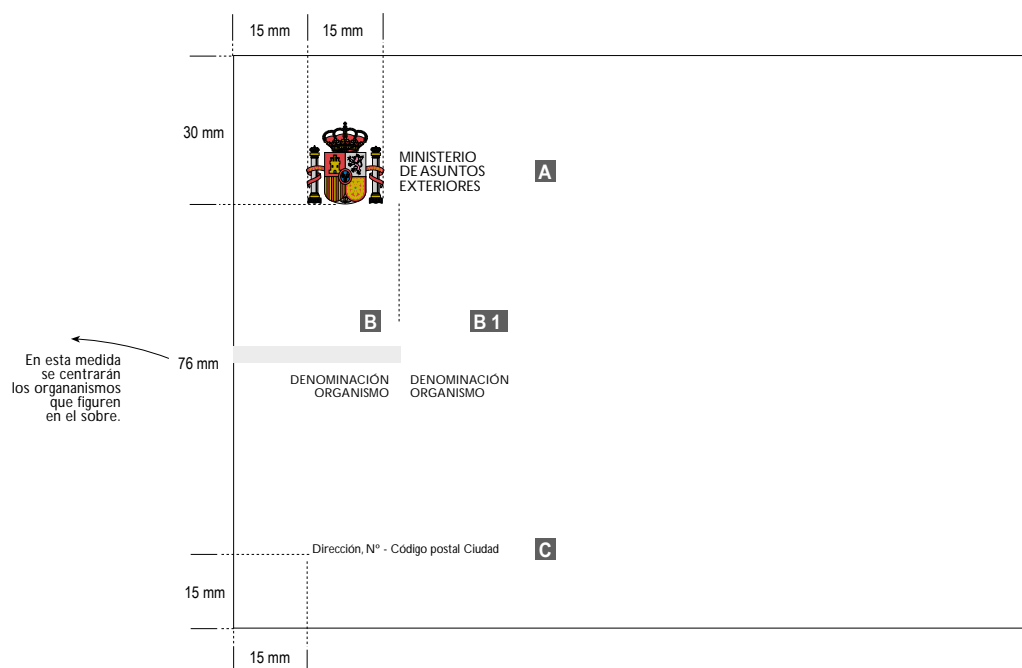 15 mm 15 mm
30 mm
MINISTERIO
DE ASUNTOS
EXTERIORES
A
B
B 1
En esta medida
se centrarán
los organanismos
que figuren
en el sobre.
76 mm
DENOMINACIÓN
ORGANISMO
DENOMINACIÓN
ORGANISMO
Dirección, Nº - Código postal Ciudad
C
15 mm
15 mm